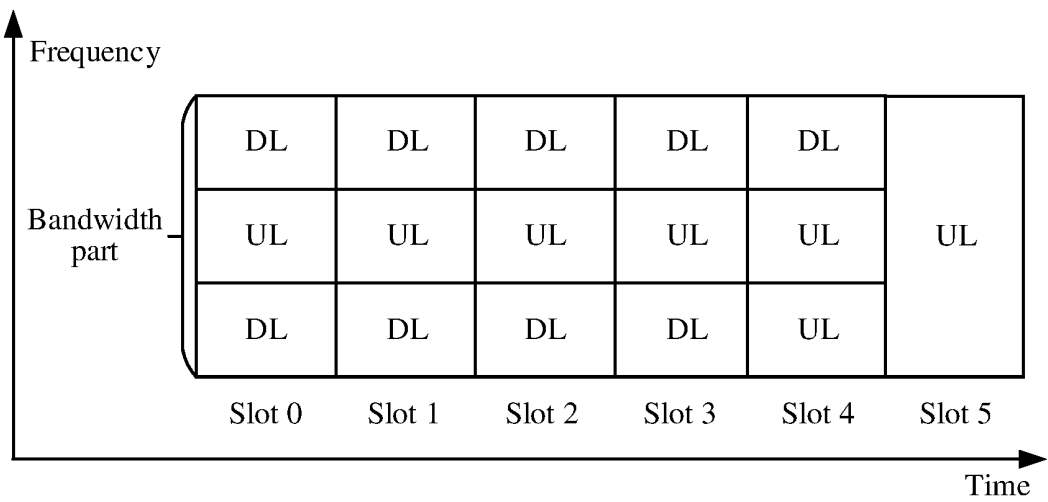 Frequency
DL DL DL DL DL
Bandwidth
part
UL UL UL UL UL UL
DL DL DL DL UL
Slot 0 Slot 1 Slot 2 Slot 3 Slot 4 Slot 5
Time